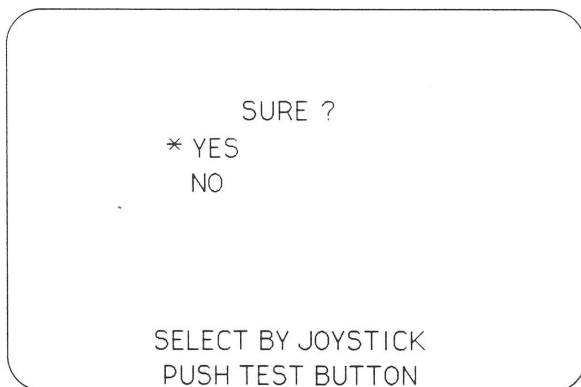 SURE ?
* YES
NO
SELECT BY JOYSTICK
PUSH TEST BUTTON